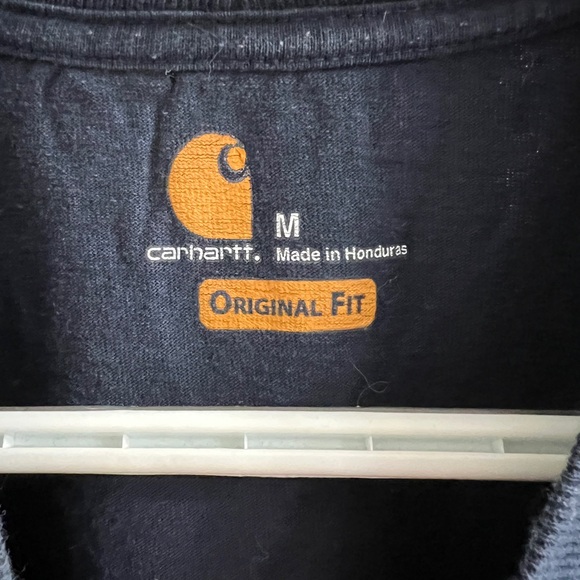 M
carhartt. Made in Honduras
ORIGINAL FIT